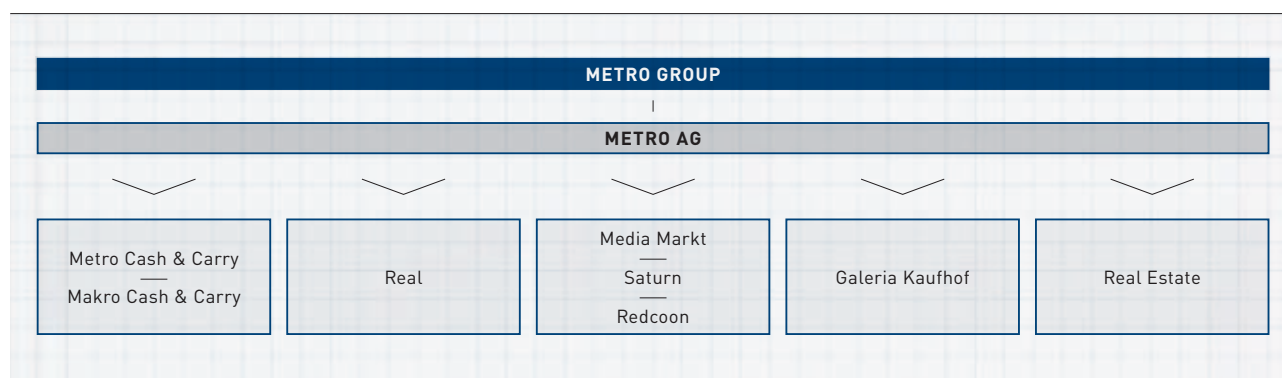 METRO GROUP
METRO AG
Metro Cash & Carry
Makro Cash & Carry
Real
Media Markt
Saturn
Redcoon
Galeria Kaufhof
Real Estate